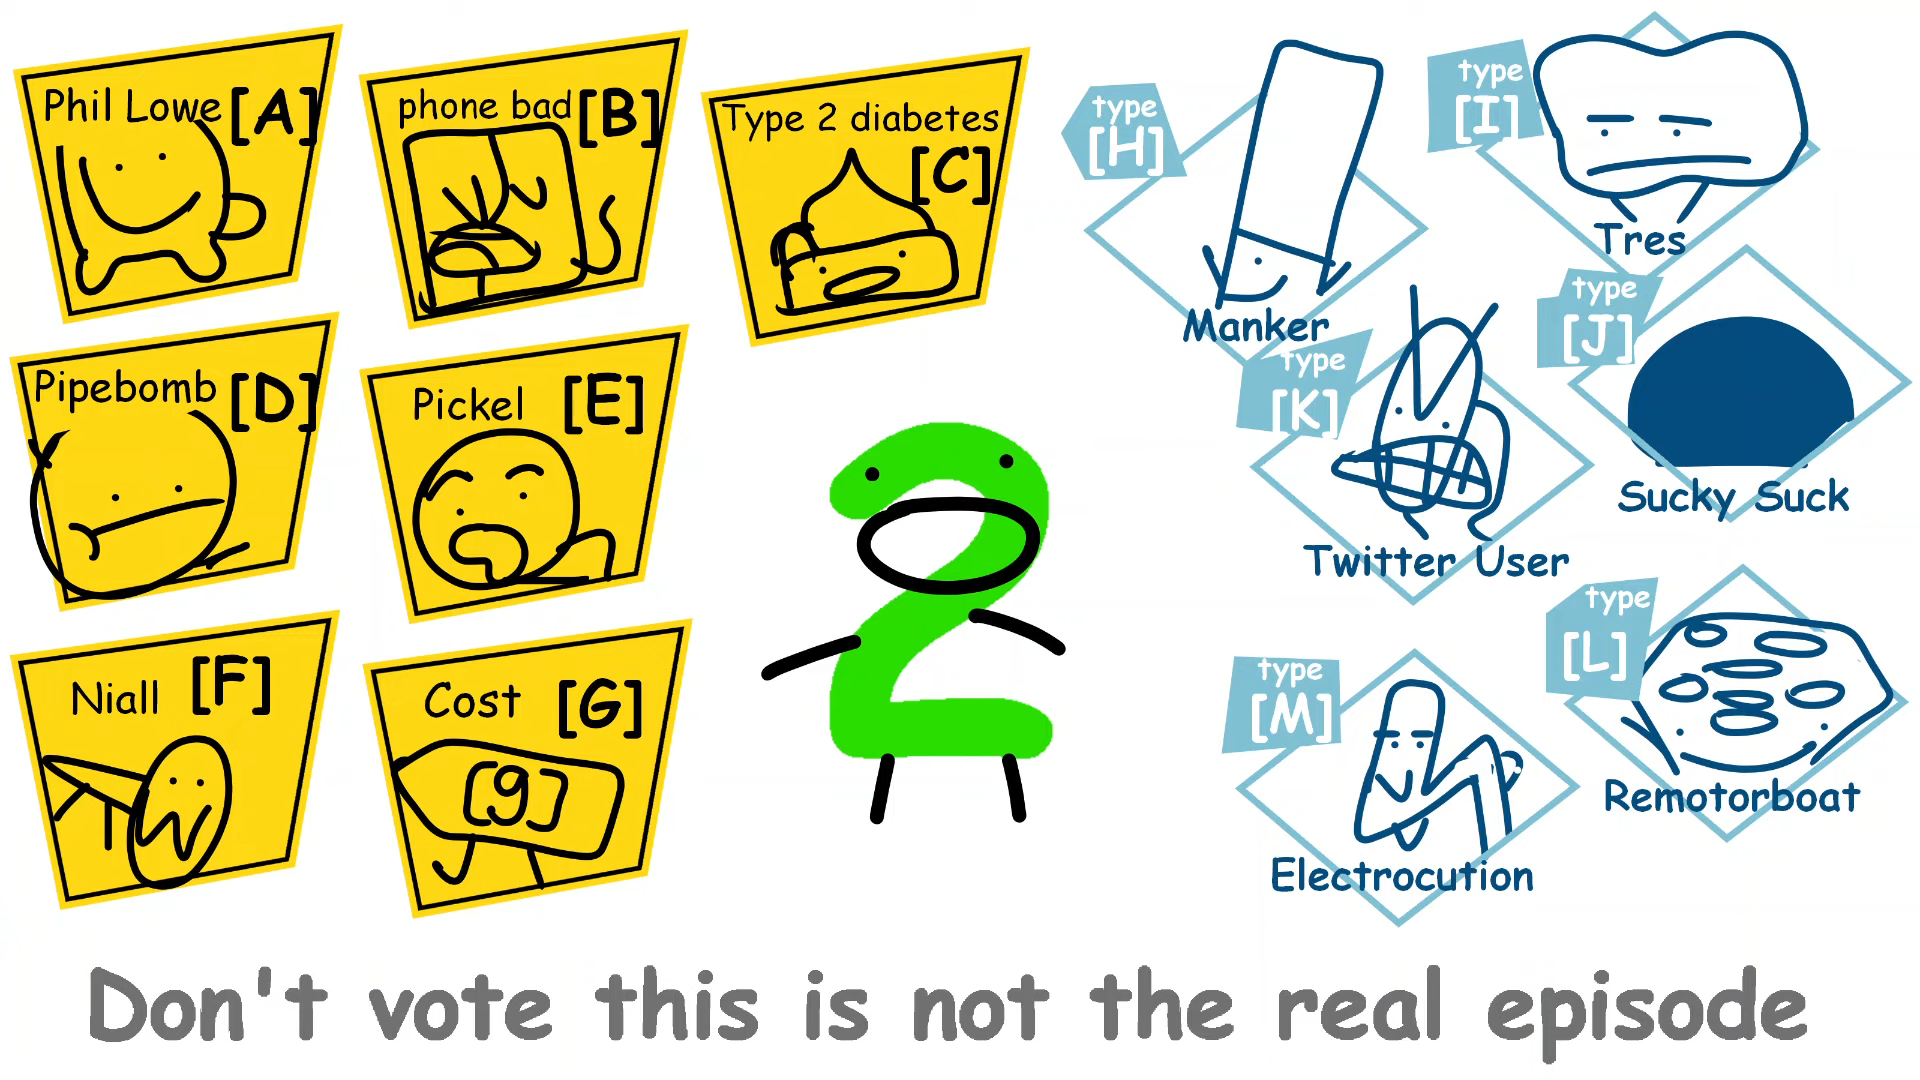 Phil Lowe [A]
phone bad [B]
Type 2 diabetes
[C]
Pipebomb [D]
Pickel [E]
Niall [F]
Cost [G]
[g]
type
[H]
Manker
type
[I]
Tres
type
[J]
Sucky Suck
type
[K]
Twitter User
type
[L]
Remotorboat
type
[M]
Electrocution
Don't vote this is not the real episode